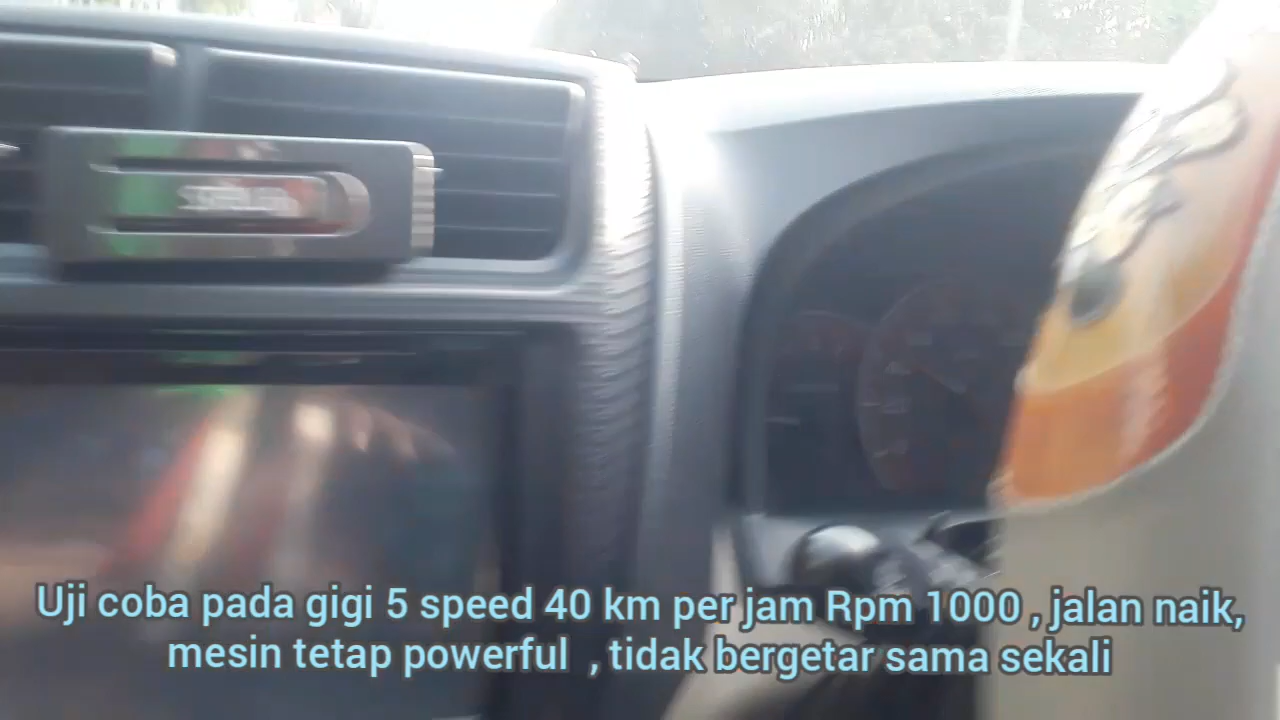 Uji coba pada gigi 5 speed 40 km per jam Rpm 1000 , jalan naik,
mesin tetap powerful , tidak bergetar sama sekali